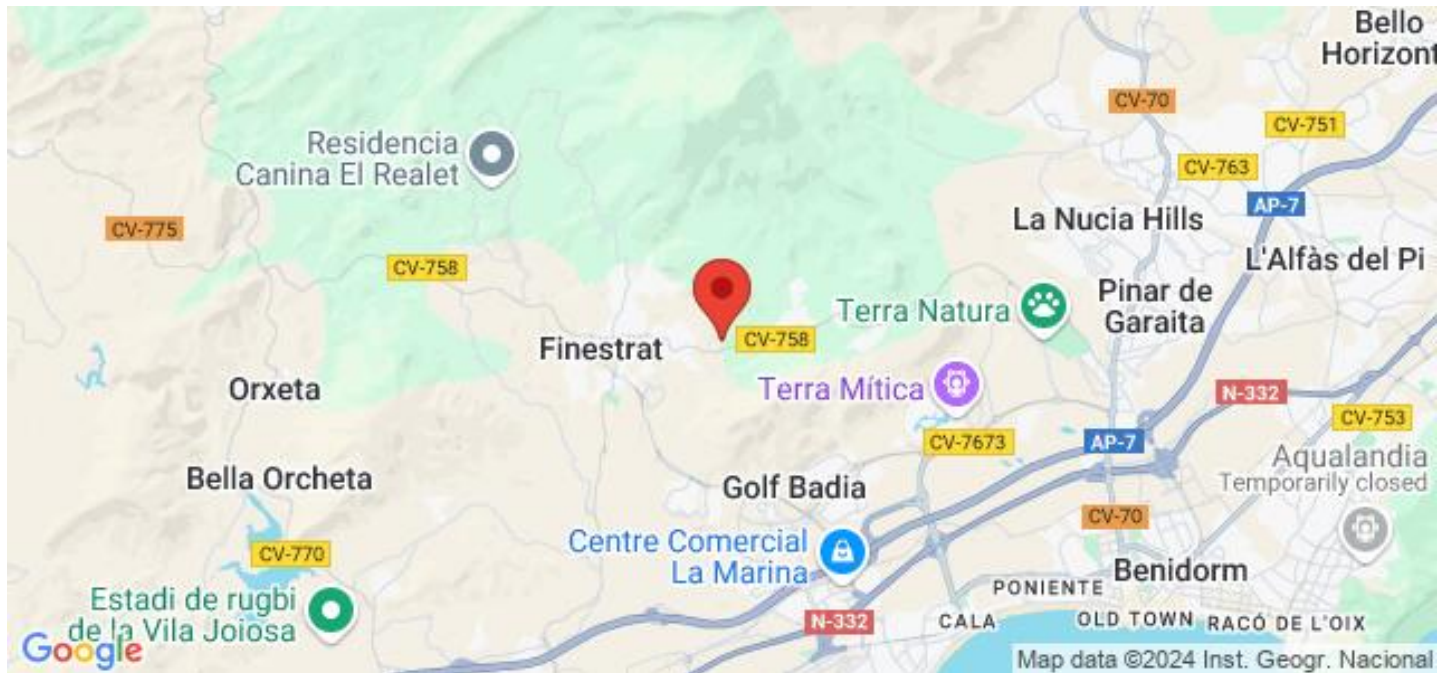 Bello
Horizont
CV-70
CV-751
Residencia
Canina El Realet
CV-763
AP-7
La Nucia Hills
CV-775
CV-758
L'Alfàs del Pi
Terra Natura
Pinar de
Garaita
CV-758
Finestrat
Orxeta
Terra Mítica
N-332
CV-753
CV-7673
AP-7
Aqualandia
Temporarily closed
Bella Orcheta
Golf Badia
CV-70
Centre Comercial
La Marina
CV-770
Benidorm
PONIENTE
Estadi de rugbi
de la Vila Joiosa
N-332
CALA
OLD TOWN
RACÓ DE L'OIX
Google
Map data ©2024 Inst. Geogr. Nacional